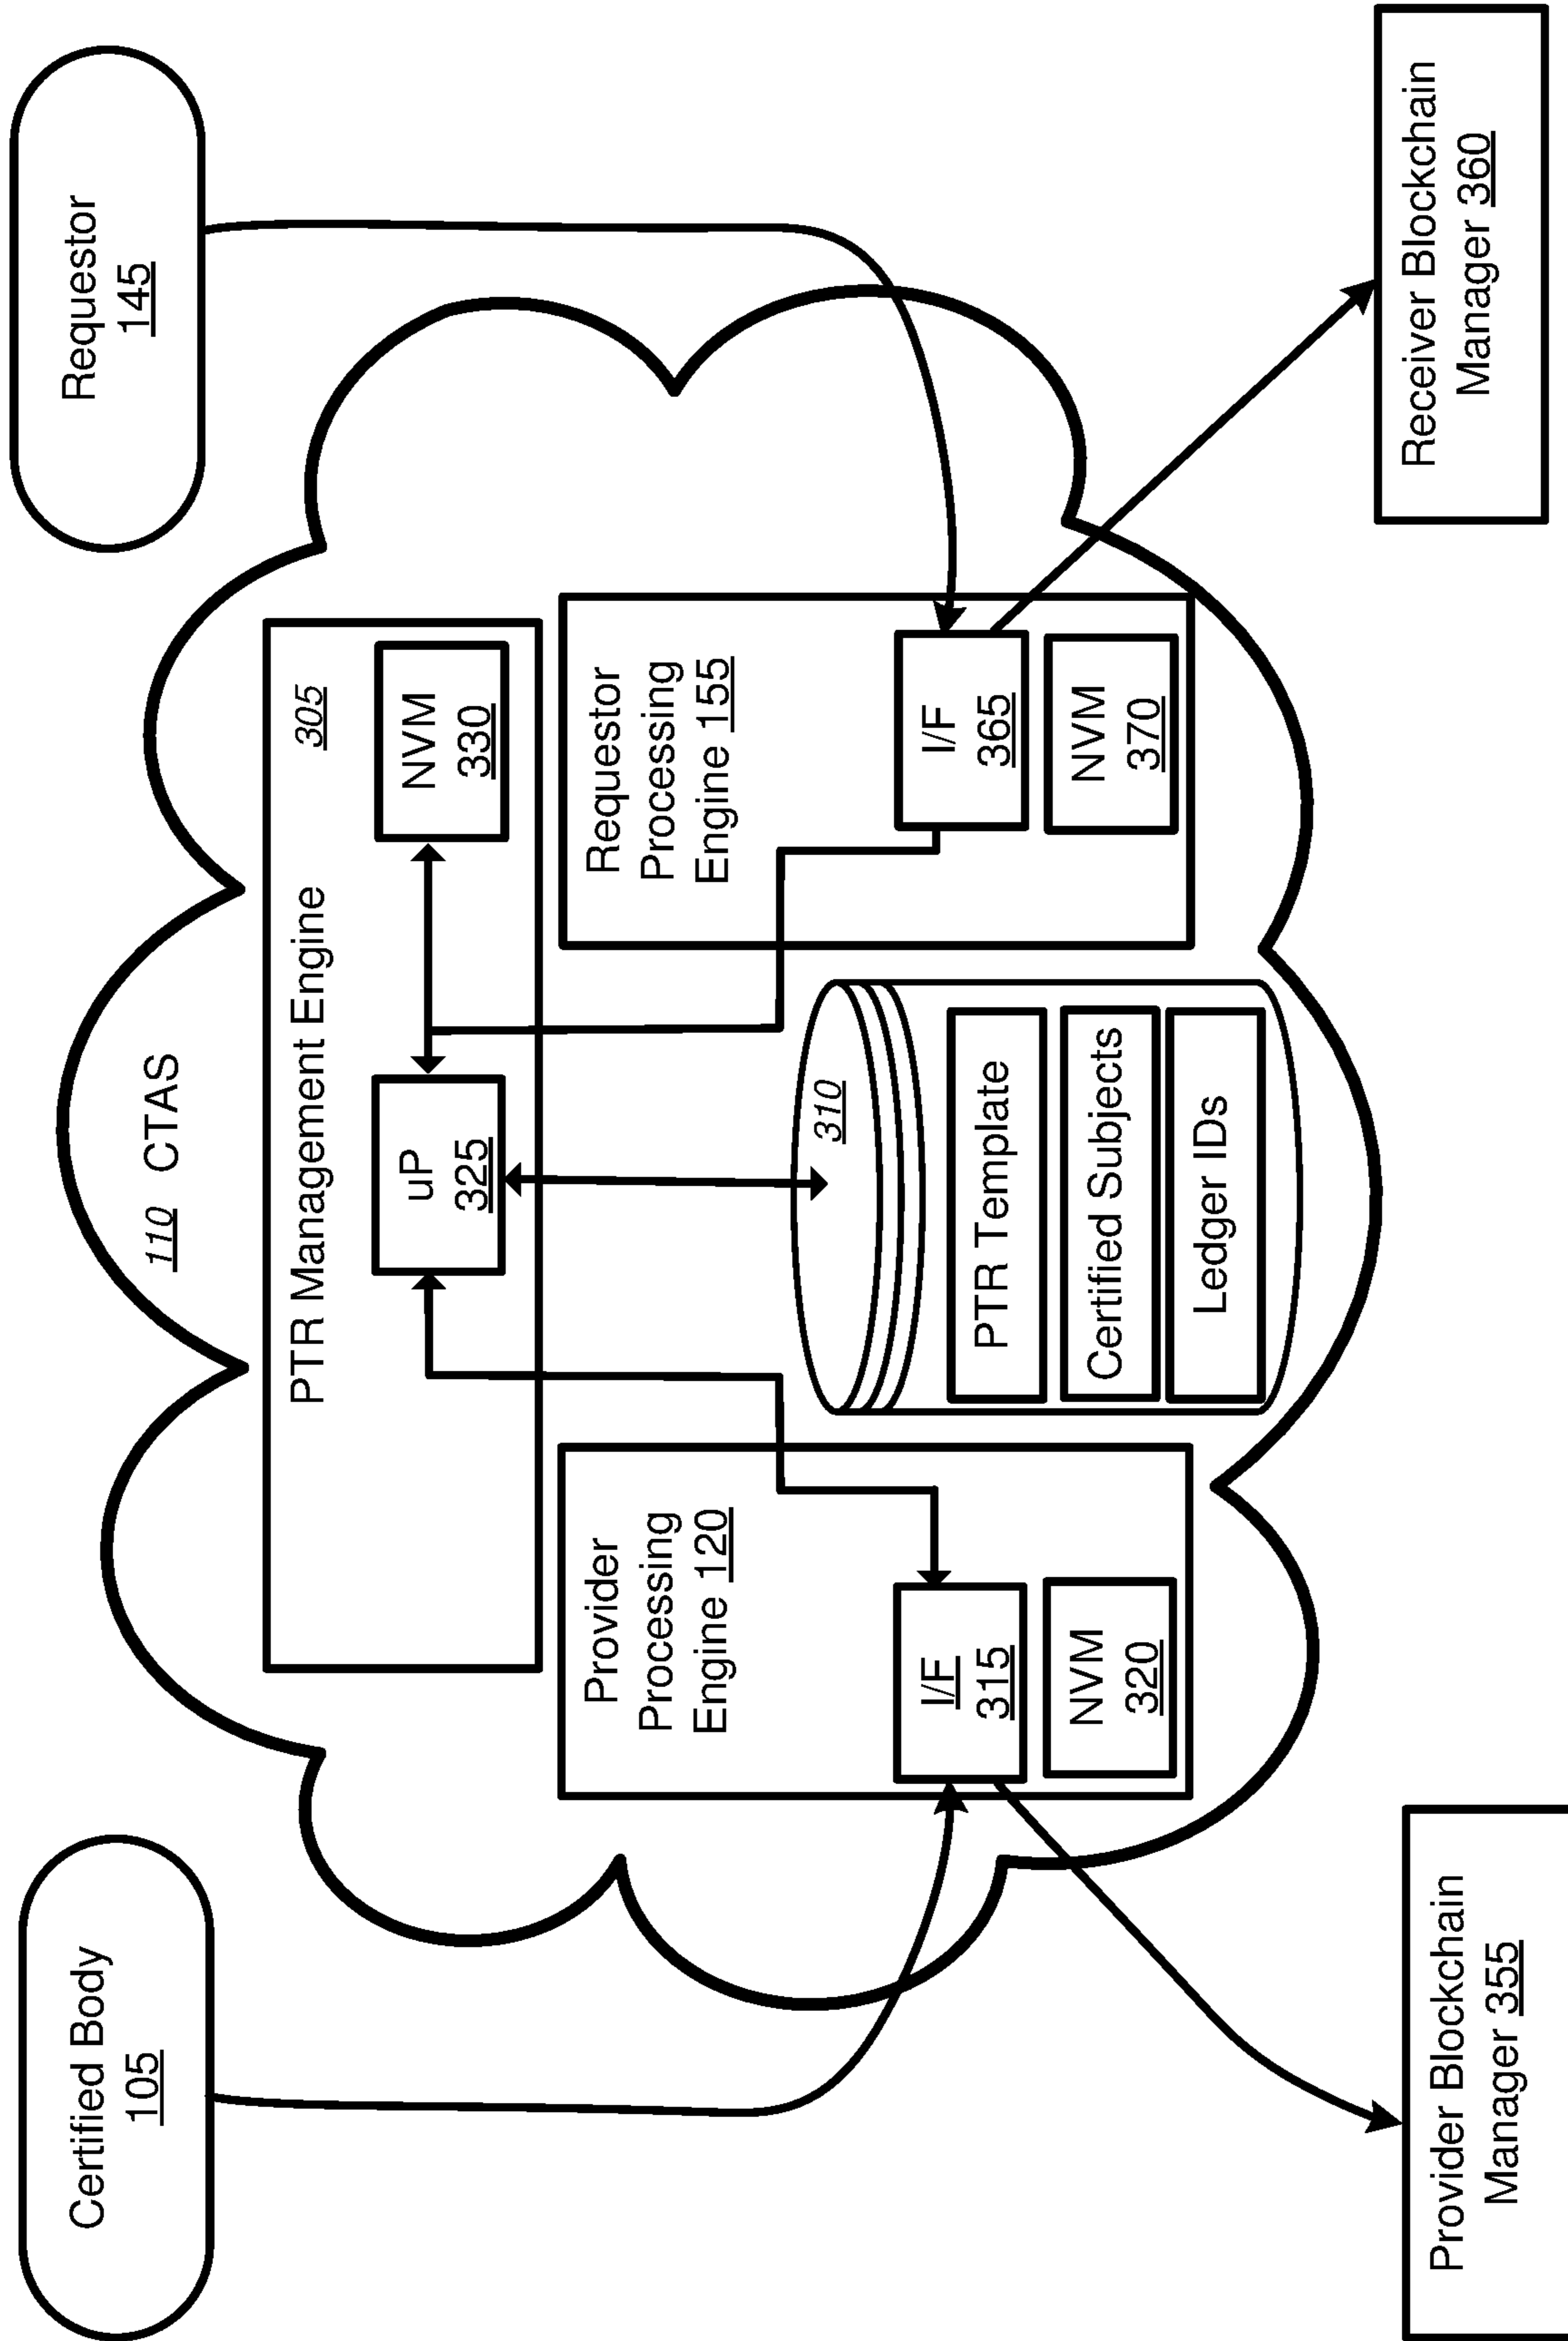 Certified Body
105
Requestor
145
110 CTAS
PTR Management Engine
305
uP
325
NVM
330
Provider
Processing
Engine 120
I/F
315
NVM
320
310
PTR Template
Certified Subjects
Ledger IDs
Requestor
Processing
Engine 155
I/F
365
NVM
370
Provider Blockchain
Manager 355
Receiver Blockchain
Manager 360